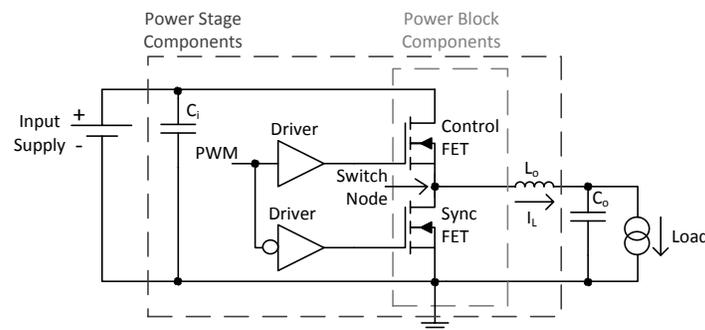 Power Stage
Components
Power Block
Components
Input
Supply
+
-
Cᵢ
PWM
Driver
Driver
Control
FET
Switch
Node
Sync
FET
Lₒ
I_L
Cₒ
Load